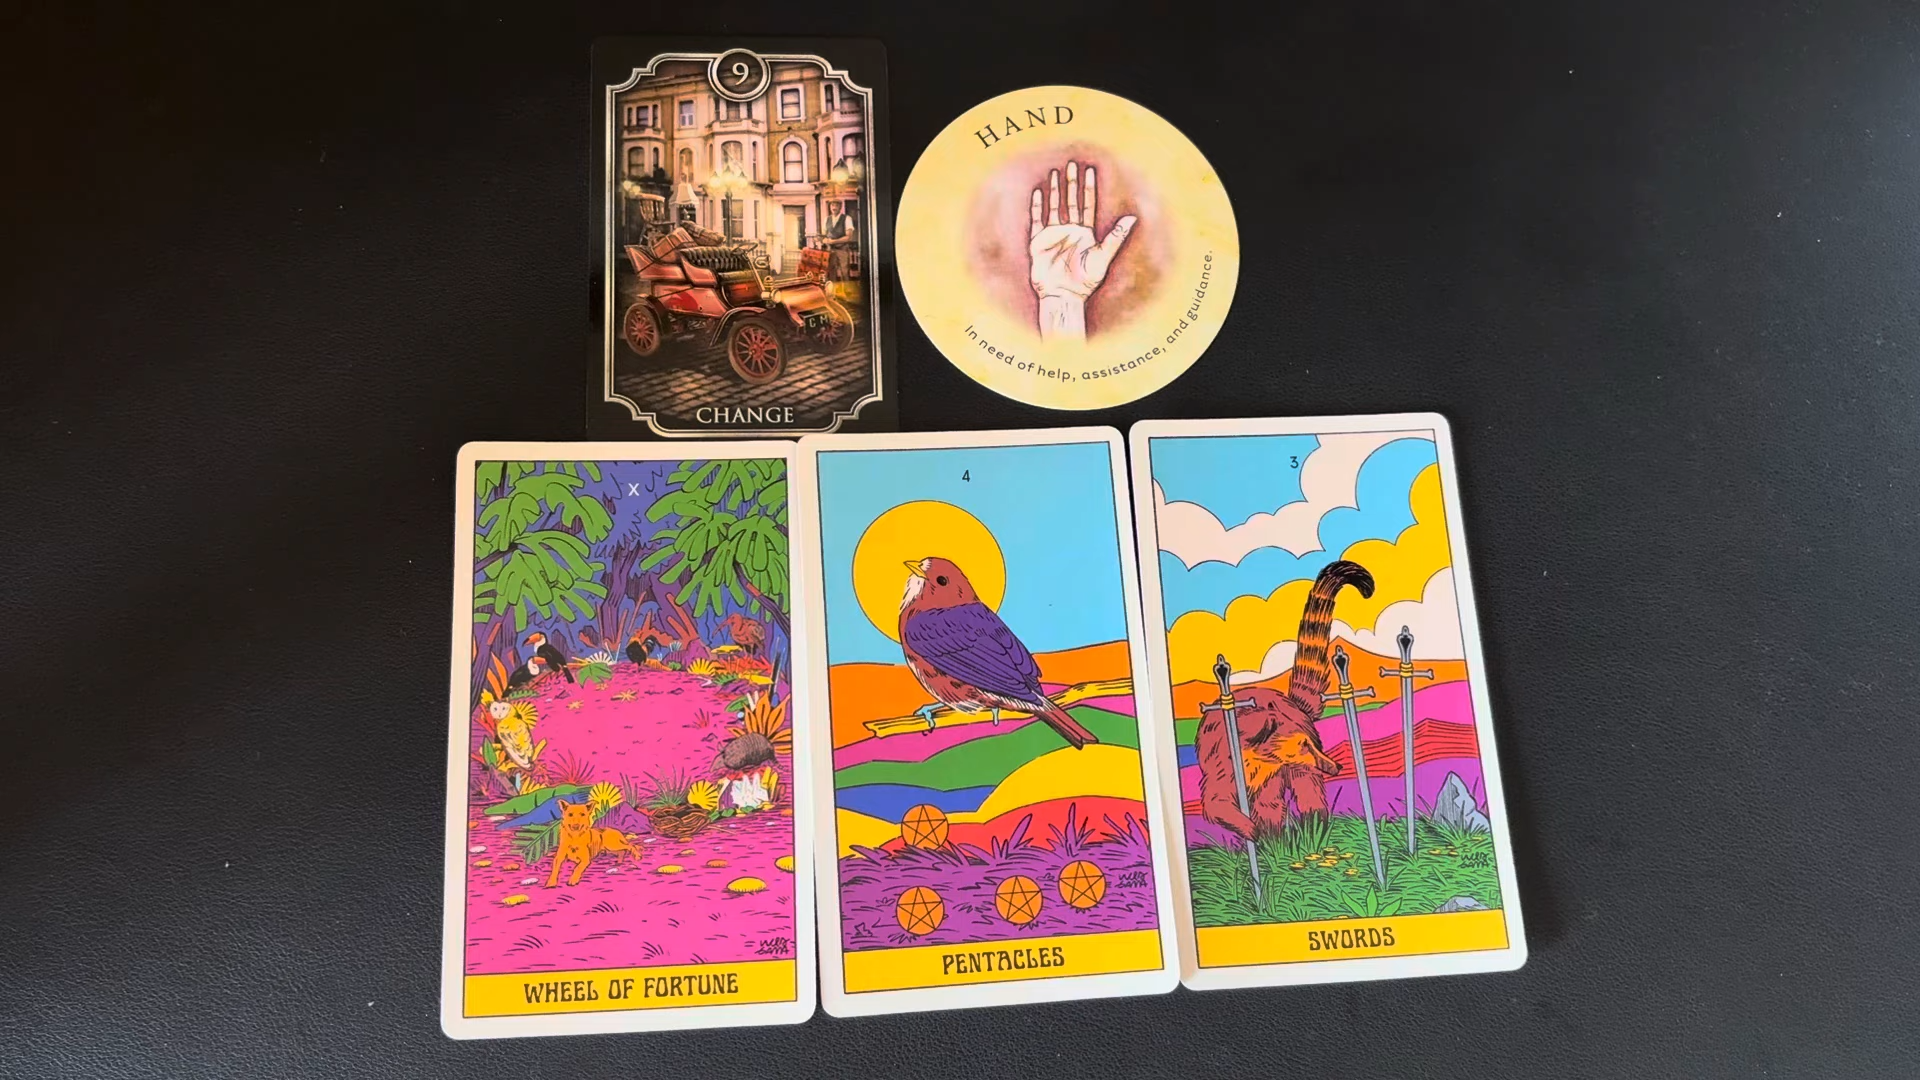 9
CHANGE
HAND
In need of help, assistance, and guidance.
X
WHEEL OF FORTUNE
4
PENTACLES
3
SWORDS